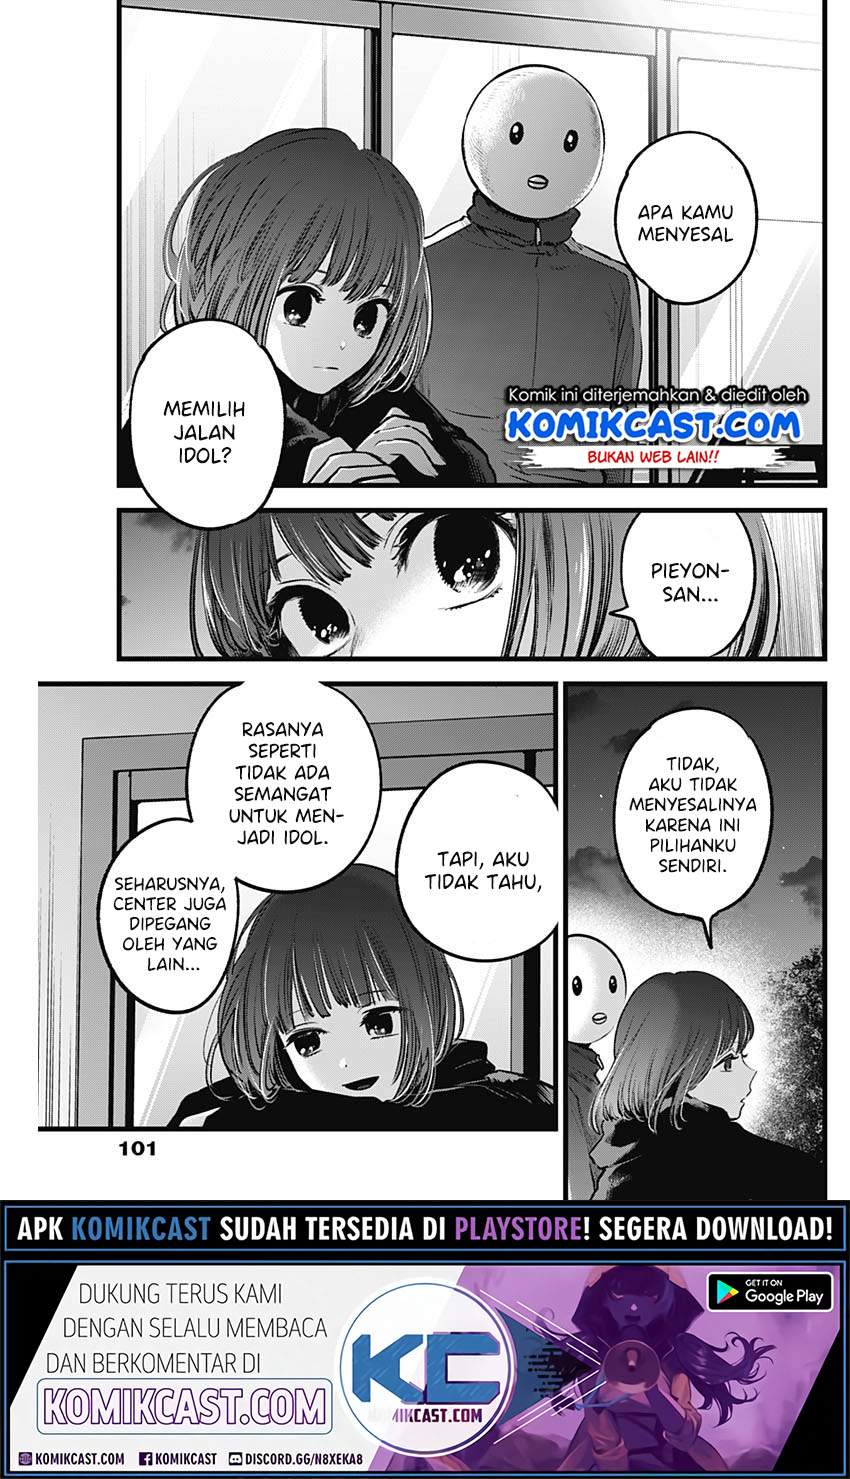 APA KAMU
MENYESAL
MEMILIH
JALAN
IDOL?
Komik ini diterjemahkan & diedit oleh
KOMIKCAST.COM
BUKAN WEB LAIN!!
PIEYON-
SAN...
TIDAK,
AKU TIDAK
MENYESALINYA
KARENA INI
PILIHANKU
SENDIRI.
TAPI, AKU
TIDAK TAHU,
RASANYA
SEPERTI
TIDAK ADA
SEMANGAT
UNTUK MEN-
JADI IDOL.
SEHARUSNYA,
CENTER JUGA
DIPEGANG
OLEH YANG
LAIN...
101
APK KOMIKCAST SUDAH TERSEDIA DI PLAYSTORE! SEGERA DOWNLOAD!
DUKUNG TERUS KAMI
DENGAN SELALU MEMBACA
DAN BERKOMENTAR DI
KOMIKCAST.COM
KOMIKCAST.COM
KOMIKCAST
DISCORD.GG/N8XEKA8
KC
KOMIKCAST.COM
GET IT ON
Google Play